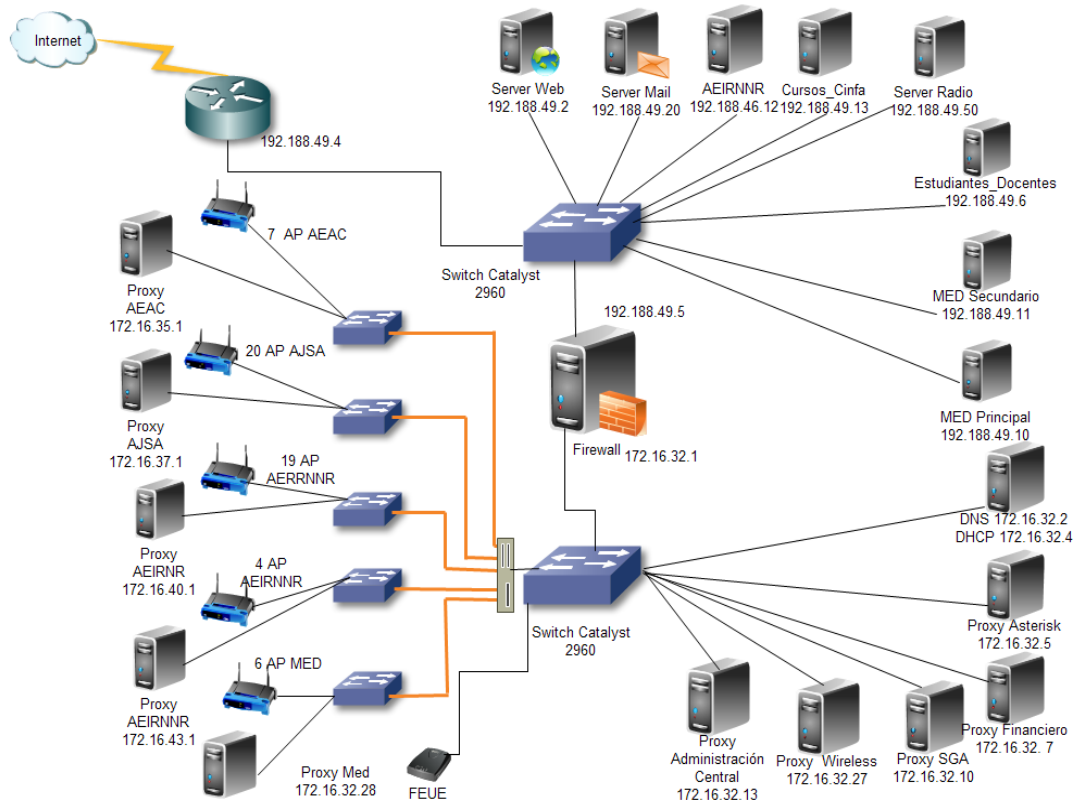 Internet
192.188.49.4
Server Web
192.188.49.2
Server Mail
192.188.49.20
AEIRNNR
192.188.46.12
Cursos_Cinfa
192.188.49.13
Server Radio
192.188.49.50
Estudiantes_Docentes
192.188.49.6
MED Secundario
192.188.49.11
MED Principal
192.188.49.10
Switch Catalyst
2960
192.188.49.5
Firewall
172.16.32.1
7 AP AEAC
Proxy
AEAC
172.16.35.1
20 AP AJSA
Proxy
AJSA
172.16.37.1
19 AP
AERRNNR
Proxy
AEIRNR
172.16.40.1
4 AP
AEIRNNR
Proxy
AEIRNNR
172.16.43.1
6 AP MED
Proxy Med
172.16.32.28
FEUE
Switch Catalyst
2960
DNS 172.16.32.2
DHCP 172.16.32.4
Proxy Asterisk
172.16.32.5
Proxy Financiero
172.16.32. 7
Proxy SGA
172.16.32.10
Proxy Wireless
172.16.32.27
Proxy
Administración
Central
172.16.32.13